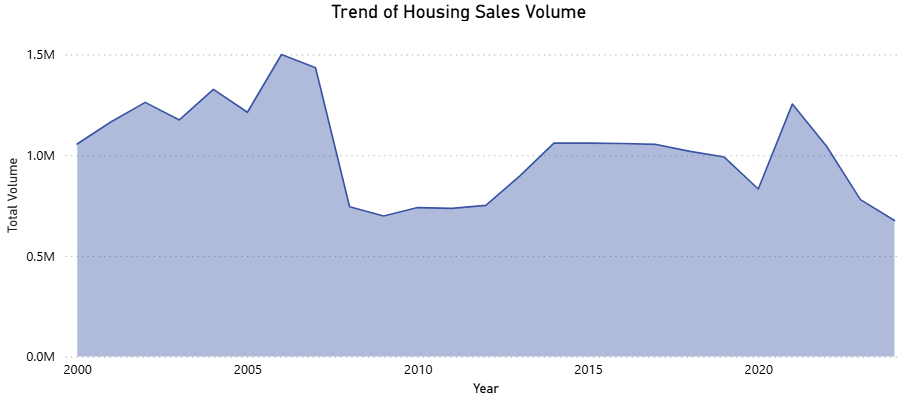 Trend of Housing Sales Volume
1.5M
1.0M
0.5M
0.0M
Total Volume
2000 2005 2010 2015 2020
Year